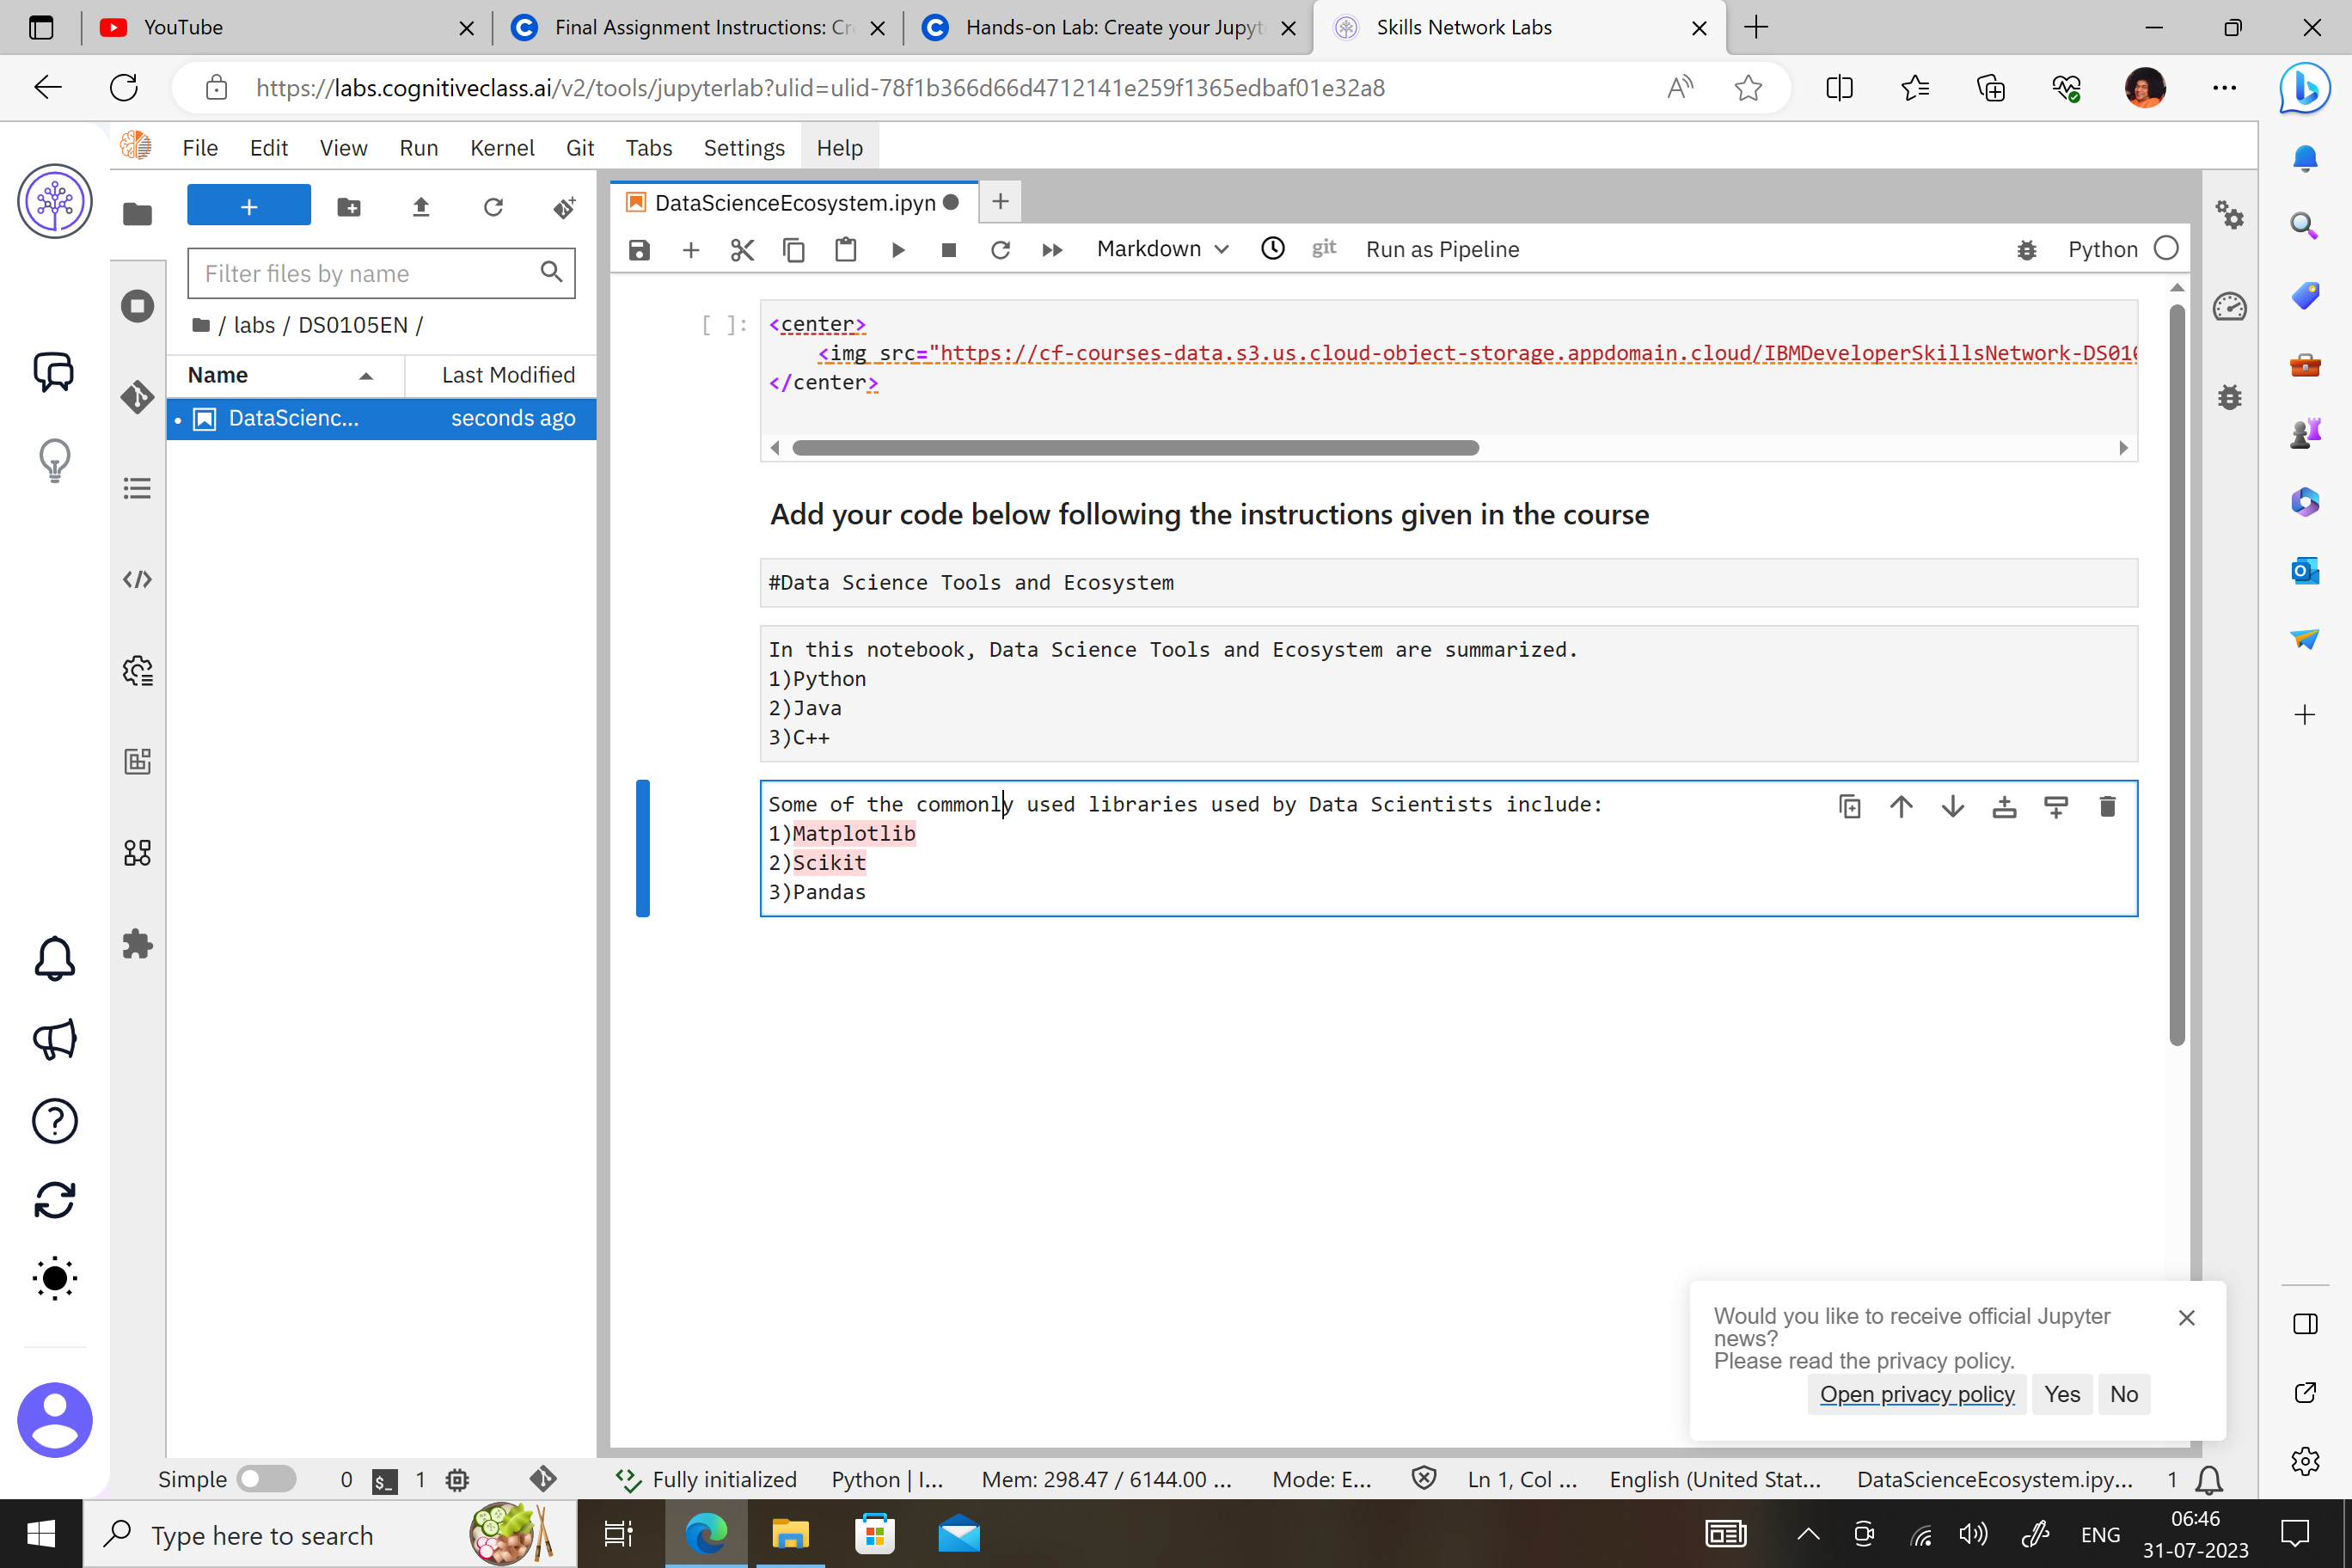 YouTube
Final Assignment Instructions: Cr
Hands-on Lab: Create your Jupyt
Skills Network Labs
https://labs.cognitiveclass.ai/v2/tools/jupyterlab?ulid=ulid-78f1b366d66d4712141e259f1365edbaf01e32a8
File Edit View Run Kernel Git Tabs Settings Help
Filter files by name
/ labs / DS0105EN /
Name Last Modified
DataScienc... seconds ago
DataScienceEcosystem.ipyn
Markdown git Run as Pipeline Python
[ ]:
<center>
<img src="https://cf-courses-data.s3.us.cloud-object-storage.appdomain.cloud/IBMDeveloperSkillsNetwork-DS010
</center>
Add your code below following the instructions given in the course
#Data Science Tools and Ecosystem
In this notebook, Data Science Tools and Ecosystem are summarized.
1)Python
2)Java
3)C++
Some of the commonly used libraries used by Data Scientists include:
1)Matplotlib
2)Scikit
3)Pandas
Would you like to receive official Jupyter
news?
Please read the privacy policy.
Open privacy policy Yes No
Simple 0 $_ 1 Fully initialized Python | I... Mem: 298.47 / 6144.00 ... Mode: E... Ln 1, Col ... English (United Stat... DataScienceEcosystem.ipy... 1
Type here to search
ENG
06:46
31-07-2023